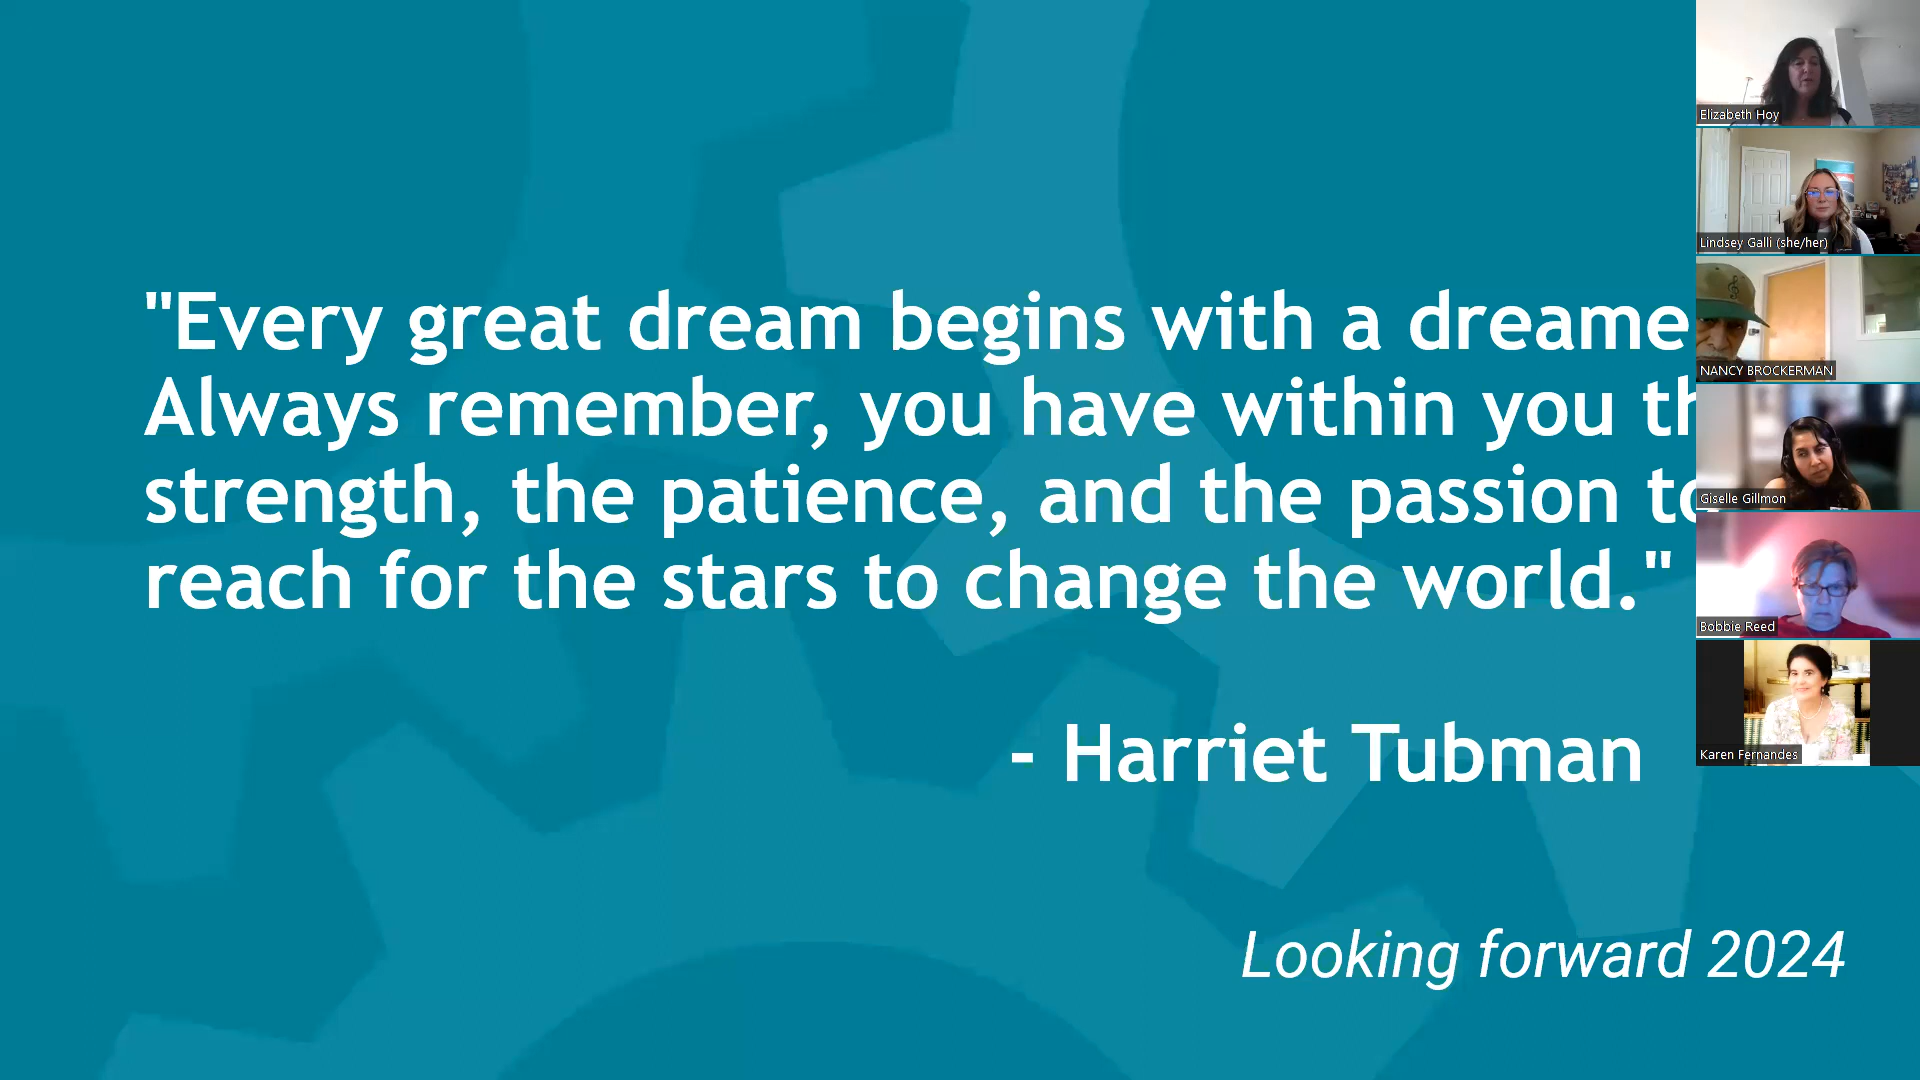 "Every great dream begins with a dreame
Always remember, you have within you th
strength, the patience, and the passion to
reach for the stars to change the world."
- Harriet Tubman
Looking forward 2024
Elizabeth Hoy
Lindsey Galli (she/her)
NANCY BROCKERMAN
Giselle Gillmon
Bobbie Reed
Karen Fernandes